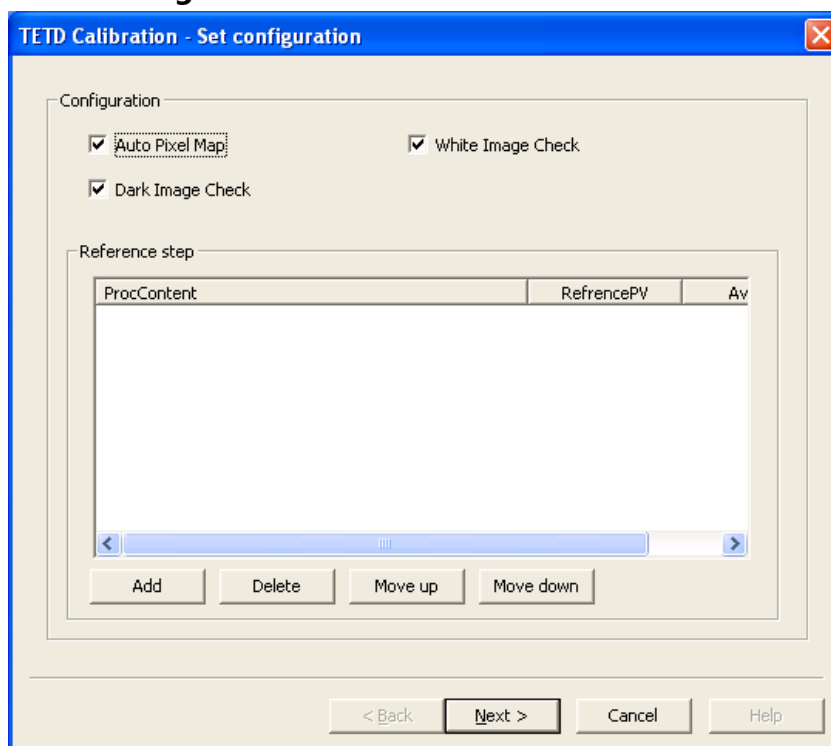 TETD Calibration - Set configuration
Configuration
Auto Pixel Map
White Image Check
Dark Image Check
Reference step
ProcContent RefrencePV Av
Add Delete Move up Move down
< Back Next > Cancel Help